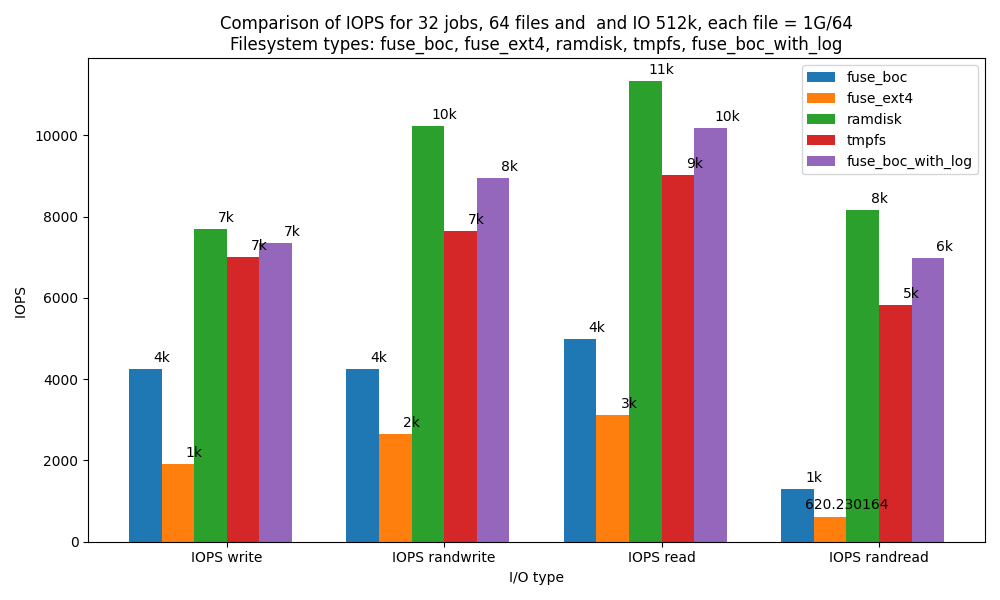 Comparison of IOPS for 32 jobs, 64 files and  and IO 512k, each file = 1G/64
Filesystem types: fuse_boc, fuse_ext4, ramdisk, tmpfs, fuse_boc_with_log
fuse_boc
fuse_ext4
ramdisk
tmpfs
fuse_boc_with_log
IOPS
10000
8000
6000
4000
2000
0
4k
1k
7k
7k
7k
4k
2k
10k
7k
8k
4k
3k
11k
9k
10k
1k
620.230164
8k
5k
6k
IOPS write
IOPS randwrite
IOPS read
IOPS randread
I/O type